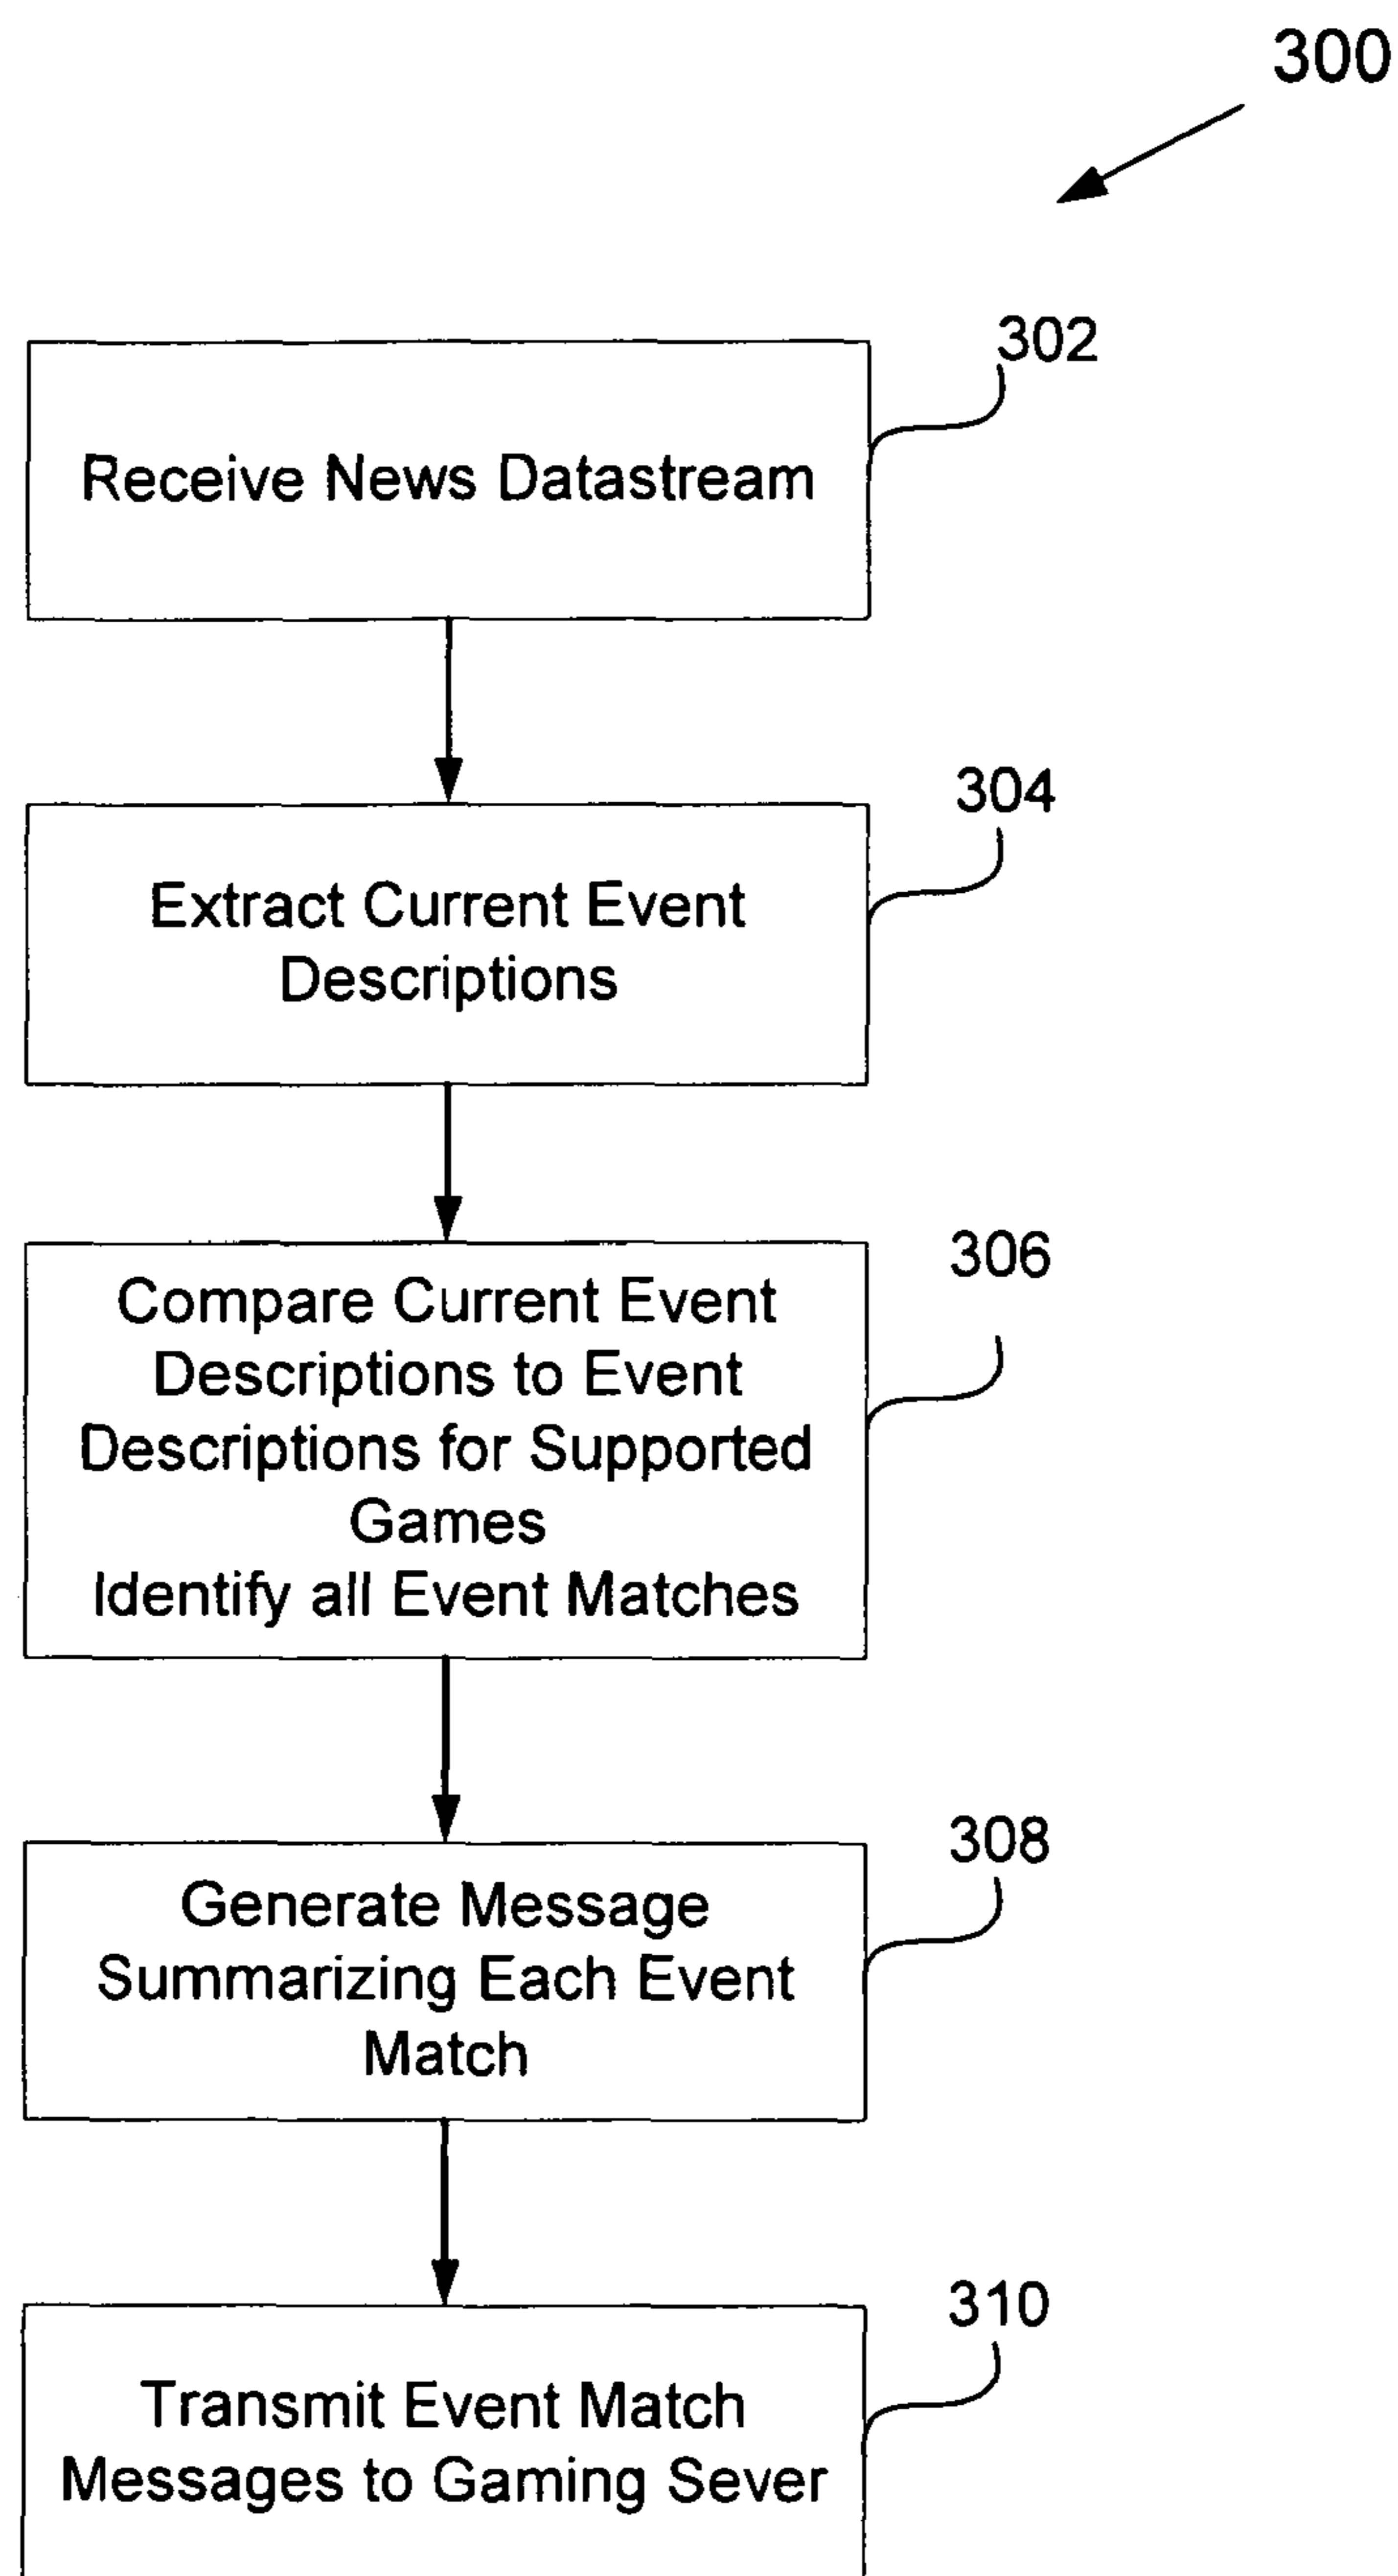 300
302
Receive News Datastream
304
Extract Current Event
Descriptions
306
Compare Current Event
Descriptions to Event
Descriptions for Supported
Games
Identify all Event Matches
308
Generate Message
Summarizing Each Event
Match
310
Transmit Event Match
Messages to Gaming Sever